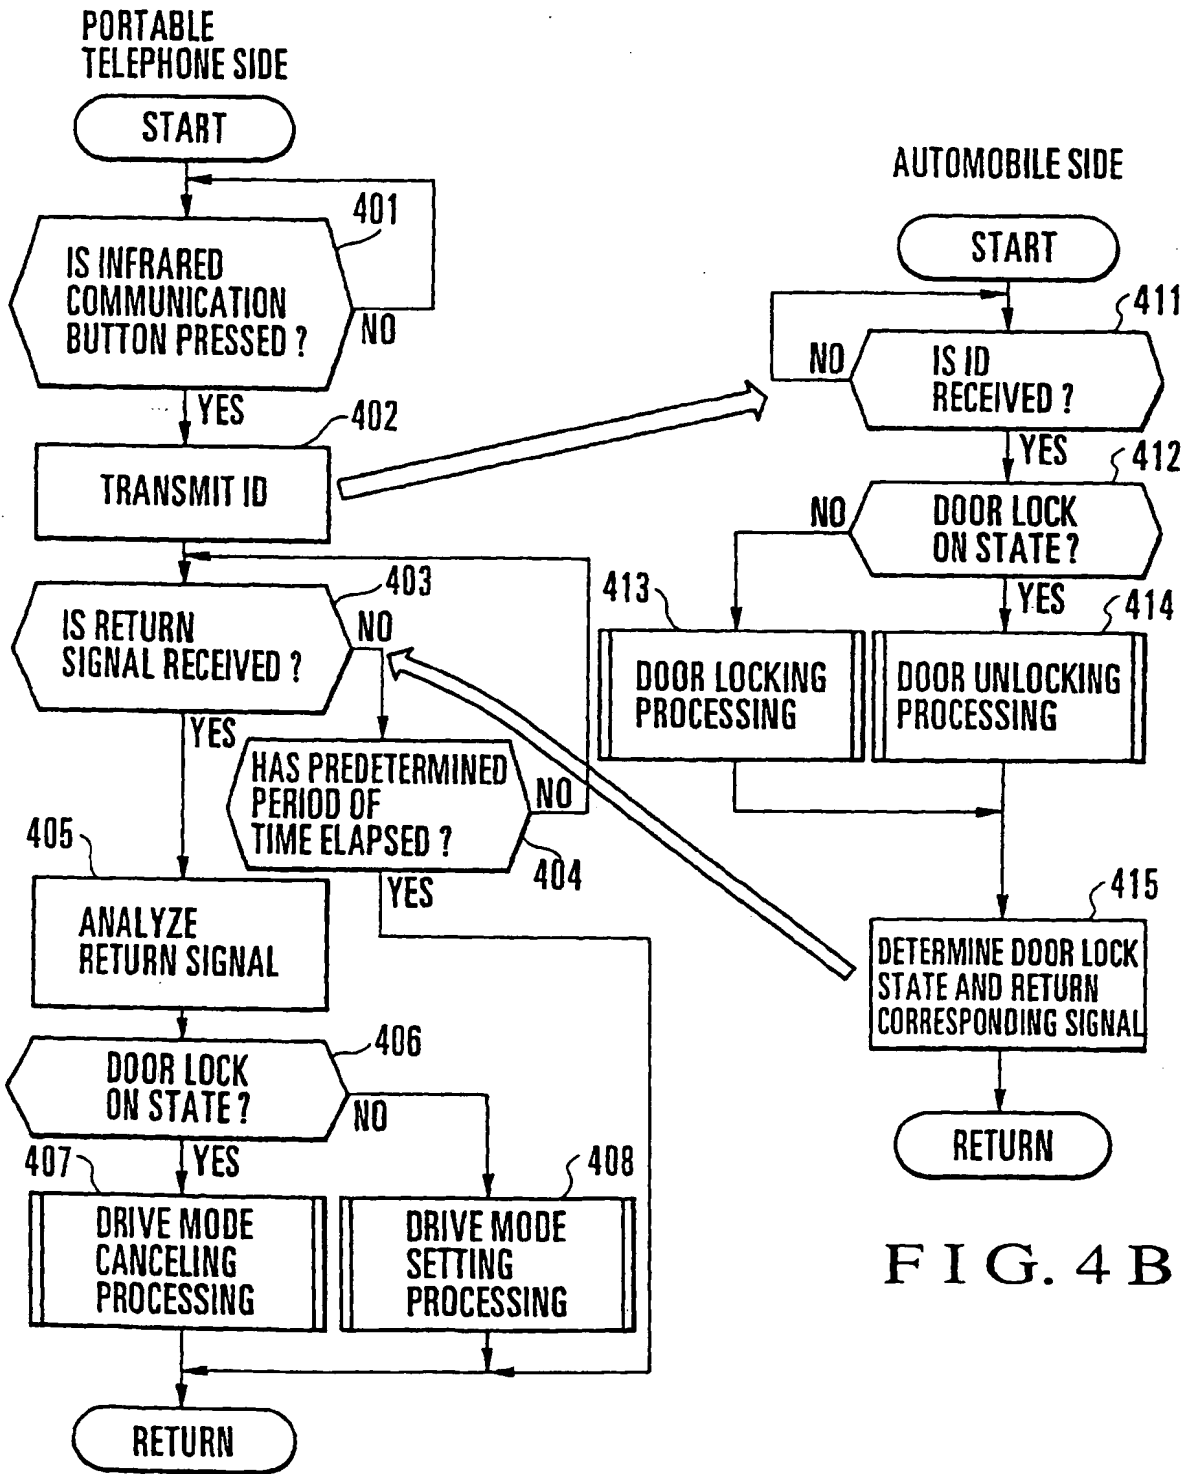 PORTABLE
TELEPHONE SIDE
START
401
IS INFRARED
COMMUNICATION
BUTTON PRESSED ?
NO
YES
402
TRANSMIT ID
403
IS RETURN
SIGNAL RECEIVED ?
NO
YES
HAS PREDETERMINED
PERIOD OF
TIME ELAPSED ?
NO
404
YES
405
ANALYZE
RETURN SIGNAL
406
DOOR LOCK
ON STATE ?
NO
YES
407
DRIVE MODE
CANCELING
PROCESSING
408
DRIVE MODE
SETTING
PROCESSING
RETURN
AUTOMOBILE SIDE
START
411
IS ID
RECEIVED ?
NO
YES
412
DOOR LOCK
ON STATE ?
NO
YES
413
DOOR LOCKING
PROCESSING
414
DOOR UNLOCKING
PROCESSING
415
DETERMINE DOOR LOCK
STATE AND RETURN
CORRESPONDING SIGNAL
RETURN
FIG. 4B